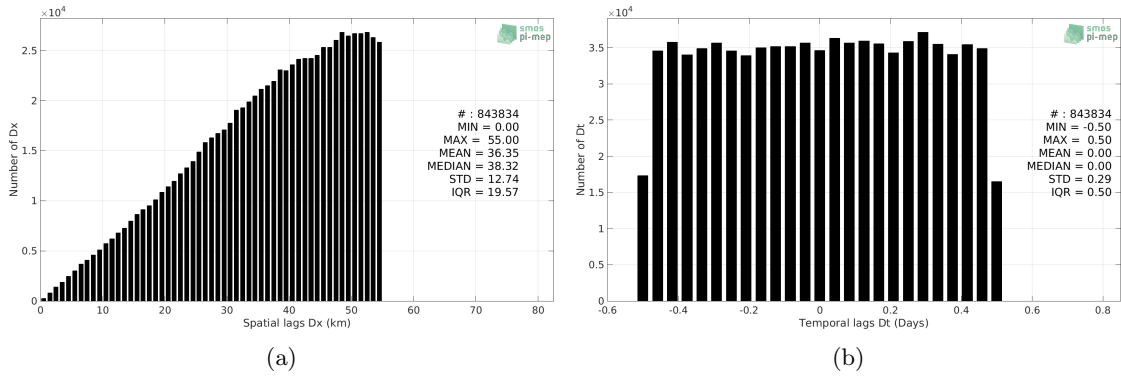 ×10⁴
2.5
2
1.5
1
0.5
0
Number of Dx
0
10
20
30
40
50
60
70
80
Spatial lags Dx (km)
smos
pi-mep
# : 843834
MIN = 0.00
MAX = 55.00
MEAN = 36.35
MEDIAN = 38.32
STD = 12.74
IQR = 19.57
(a)
×10⁴
3.5
3
2.5
2
1.5
1
0.5
0
Number of Dt
-0.6
-0.4
-0.2
0
0.2
0.4
0.6
0.8
Temporal lags Dt (Days)
smos
pi-mep
# : 843834
MIN = -0.50
MAX = 0.50
MEAN = 0.00
MEDIAN = 0.00
STD = 0.29
IQR = 0.50
(b)